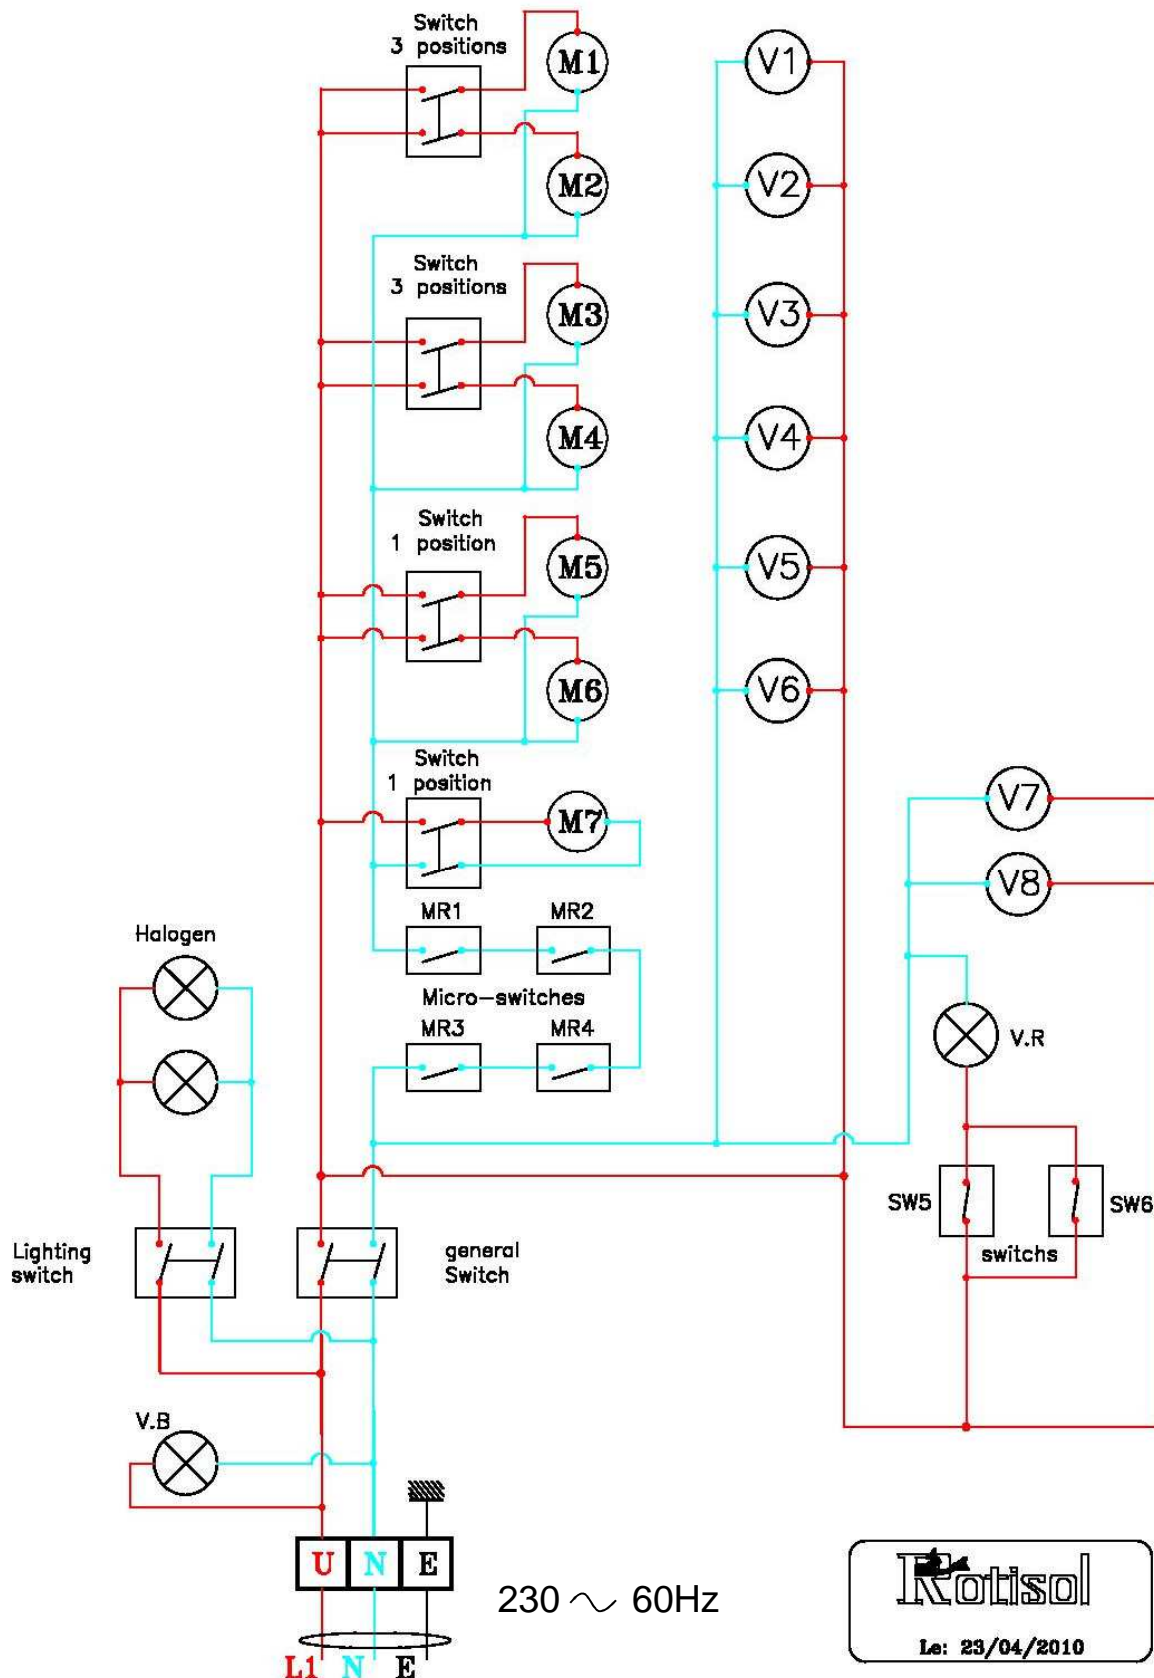 Switch
3 positions
M1
V1
M2
V2
Switch
3 positions
M3
V3
M4
V4
Switch
1 position
M5
V5
M6
V6
Switch
1 position
M7
V7
V8
MR1 MR2
Halogen
Micro-switches
MR3 MR4
V.R
SW5 SW6
switchs
Lighting
switch
general
Switch
V.B
U N E
230 ~ 60Hz
L1 N E
Rotisol
Le: 23/04/2010